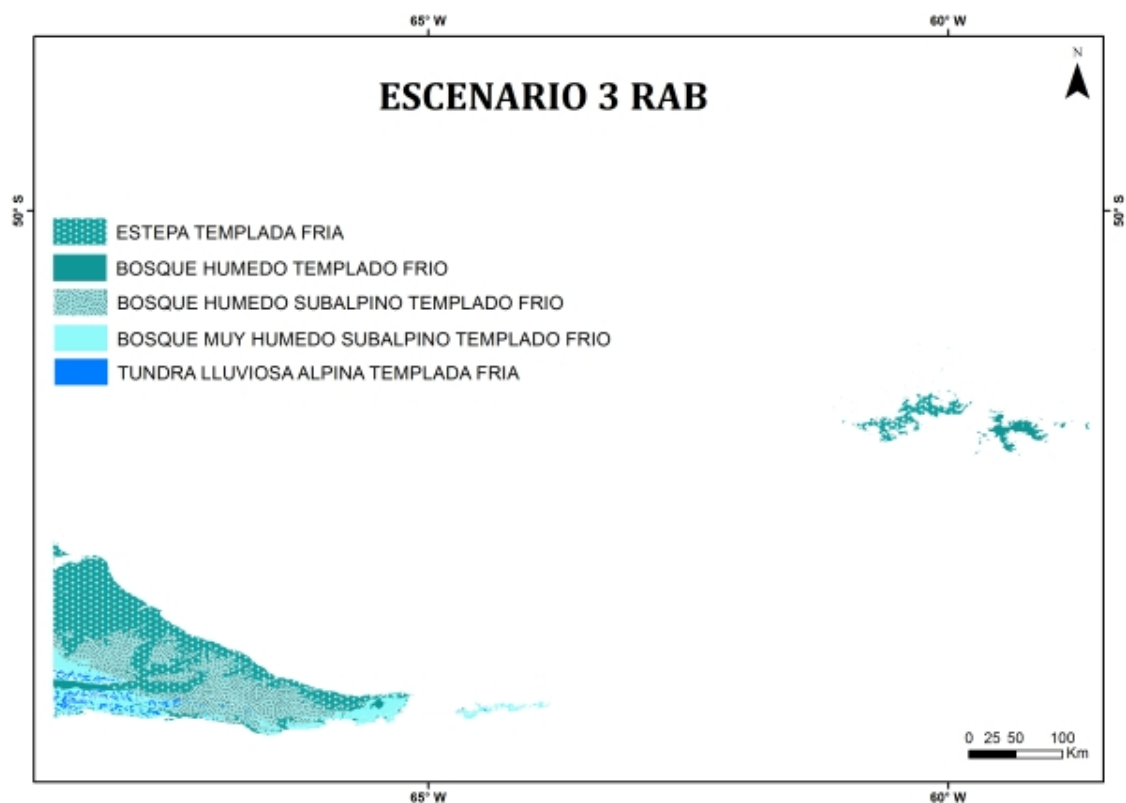 65° W
60° W
N
ESCENARIO 3 RAB
50° S
50° S
ESTEPA TEMPLADA FRIA
BOSQUE HUMEDO TEMPLADO FRIO
BOSQUE HUMEDO SUBALPINO TEMPLADO FRIO
BOSQUE MUY HUMEDO SUBALPINO TEMPLADO FRIO
TUNDRA LLUVIOSA ALPINA TEMPLADA FRIA
0 25 50 100
Km
65° W
60° W